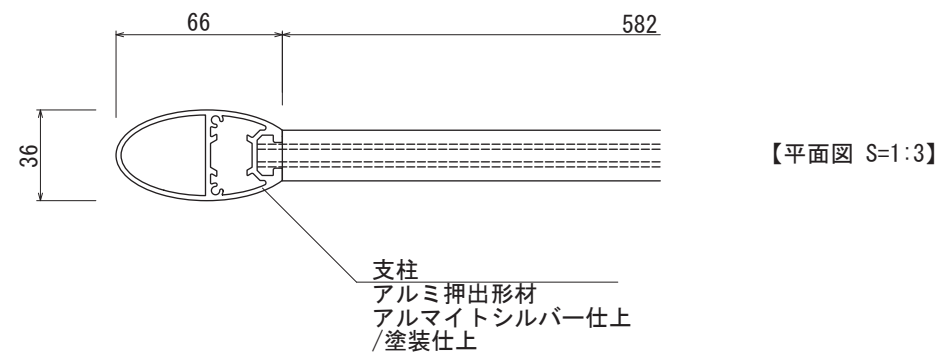 66
582
36
【平面図 S=1:3】
支柱
アルミ押出形材
アルマイトシルバー仕上
/塗装仕上